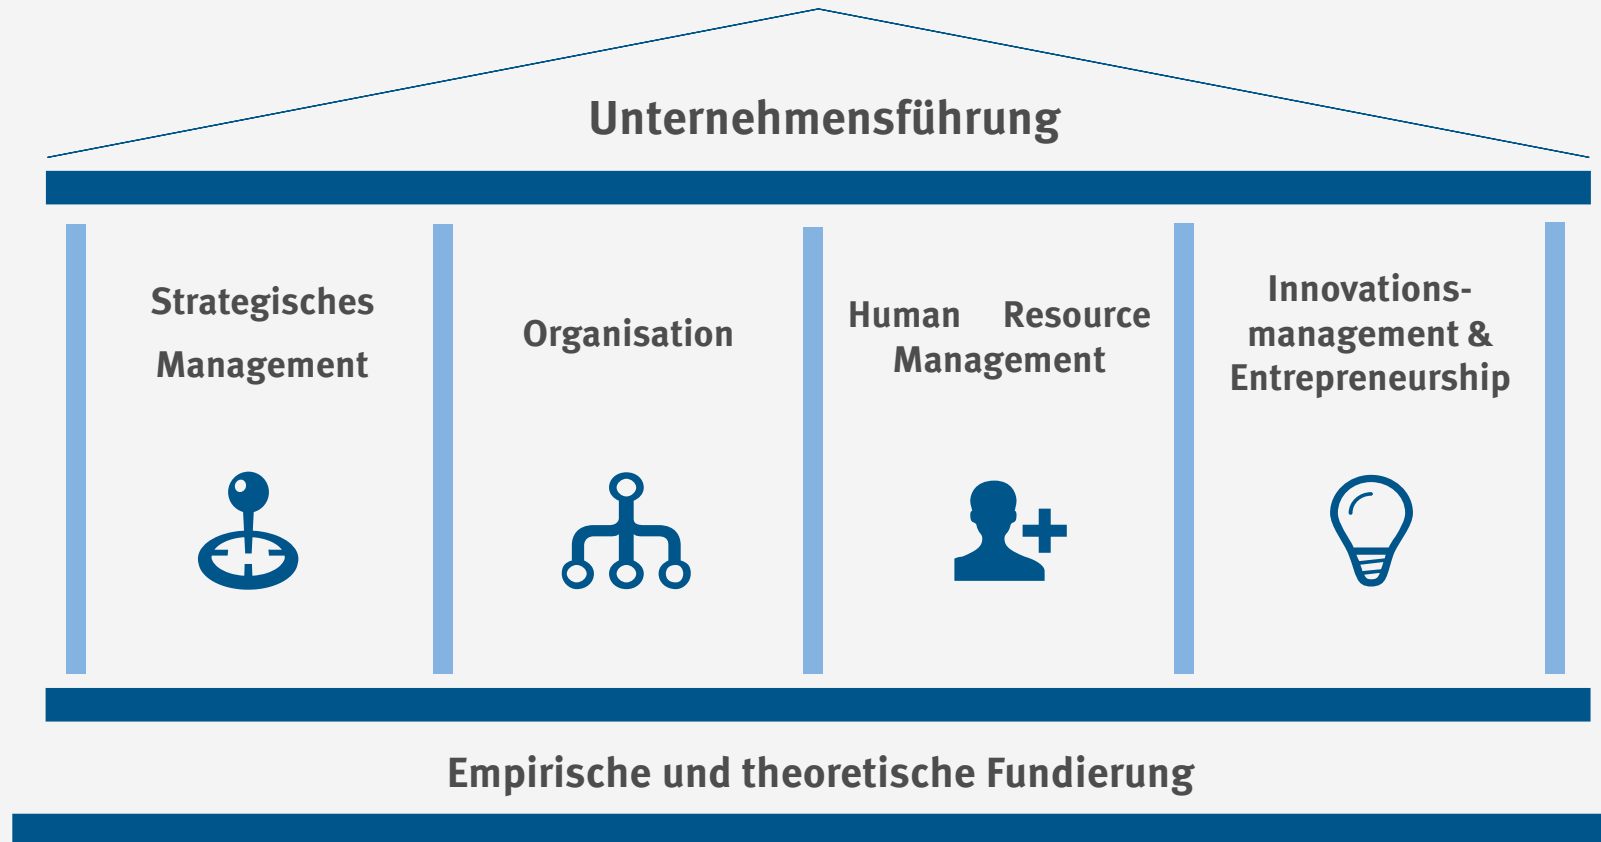 Unternehmensführung
Strategisches
Management
Organisation
Human Resource
Management
Innovations-
management &
Entrepreneurship
Empirische und theoretische Fundierung